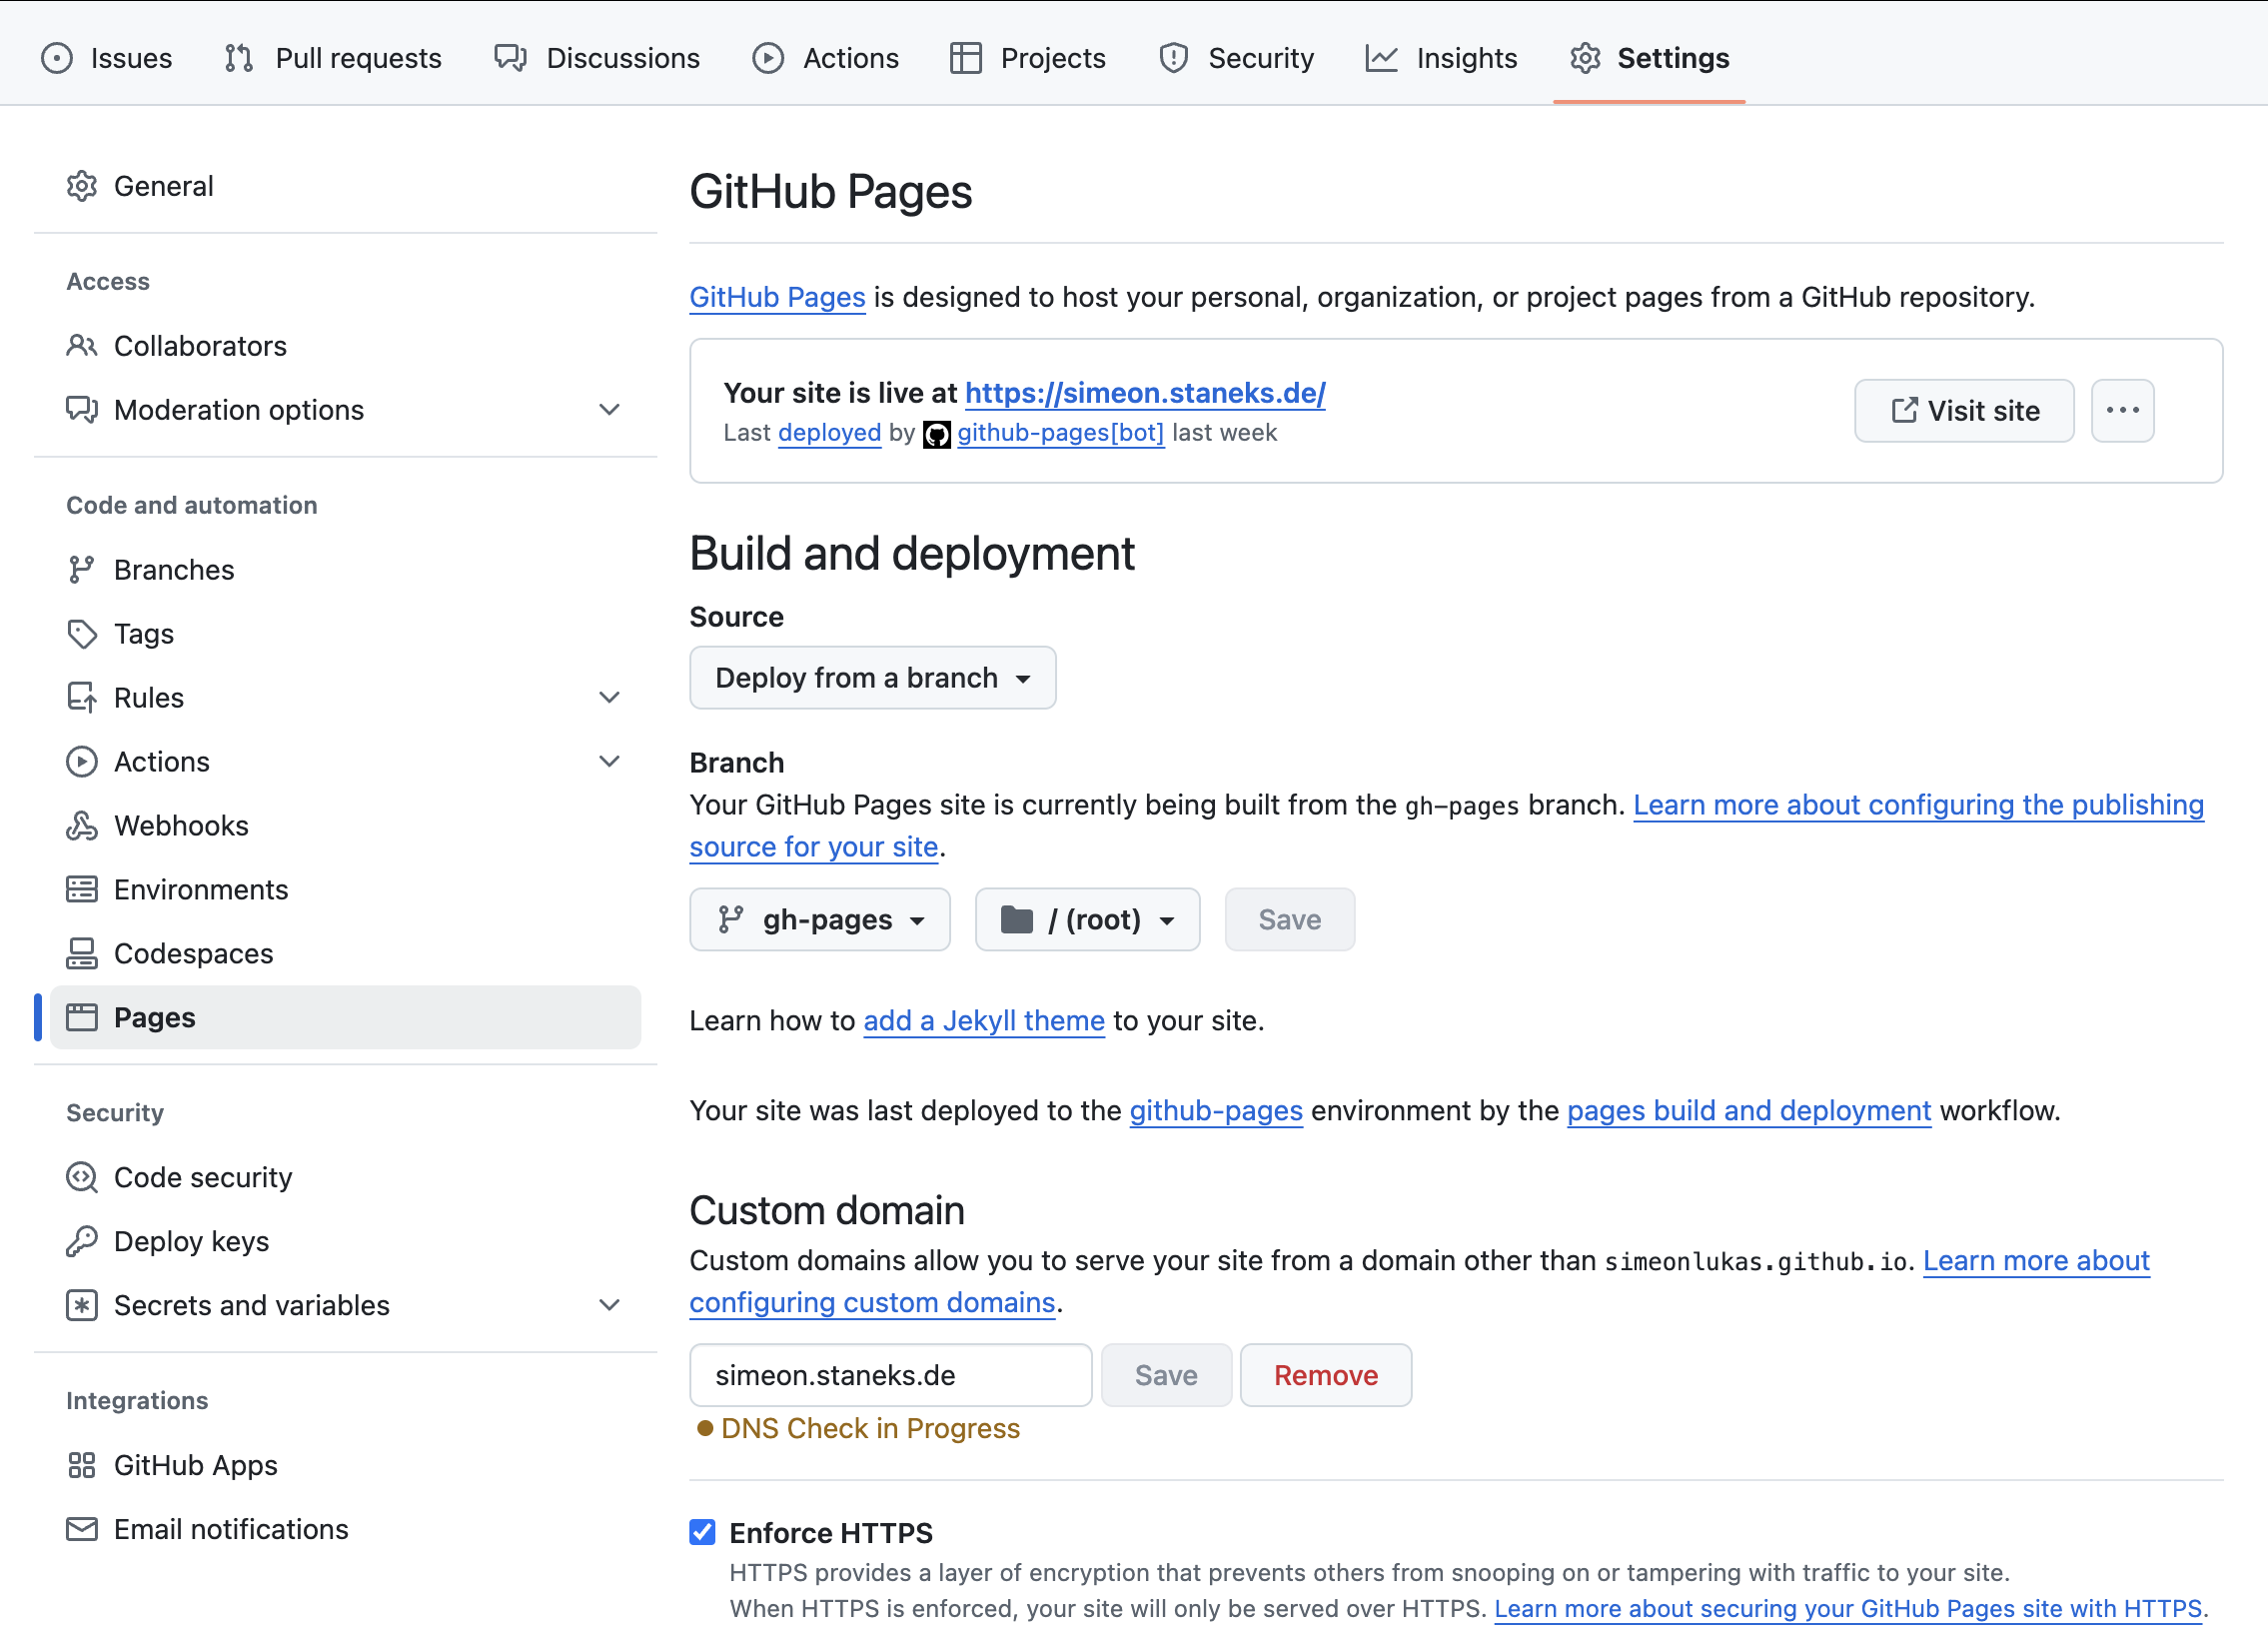 Issues
Pull requests
Discussions
Actions
Projects
Security
Insights
Settings
General
Access
Collaborators
Moderation options
Code and automation
Branches
Tags
Rules
Actions
Webhooks
Environments
Codespaces
Pages
Security
Code security
Deploy keys
Secrets and variables
Integrations
GitHub Apps
Email notifications
GitHub Pages
GitHub Pages is designed to host your personal, organization, or project pages from a GitHub repository.
Your site is live at https://simeon.staneks.de/
Last deployed by github-pages[bot] last week
Visit site
Build and deployment
Source
Deploy from a branch
Branch
Your GitHub Pages site is currently being built from the gh-pages branch. Learn more about configuring the publishing
source for your site.
gh-pages
/ (root)
Save
Learn how to add a Jekyll theme to your site.
Your site was last deployed to the github-pages environment by the pages build and deployment workflow.
Custom domain
Custom domains allow you to serve your site from a domain other than simeonlukas.github.io. Learn more about
configuring custom domains.
simeon.staneks.de
Save
Remove
DNS Check in Progress
Enforce HTTPS
HTTPS provides a layer of encryption that prevents others from snooping on or tampering with traffic to your site.
When HTTPS is enforced, your site will only be served over HTTPS. Learn more about securing your GitHub Pages site with HTTPS.